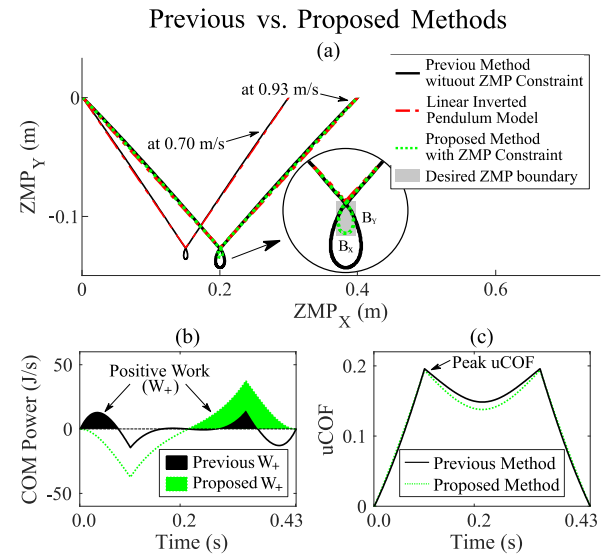 Previous vs. Proposed Methods
(a)
ZMP_Y (m)
0
-0.1
at 0.93 m/s
at 0.70 m/s
Previou Method
wituout ZMP Constraint
Linear Inverted
Pendulum Model
Proposed Method
with ZMP Constraint
Desired ZMP boundary
B_Y
B_X
0
0.2
0.4
0.6
ZMP_X (m)
(b)
COM Power (J/s)
50
0
-60
Positive Work
(W_+)
Previous W_+
Proposed W_+
0.0
0.2
0.43
Time (s)
(c)
uCOF
0.2
0.1
0
Peak uCOF
Previous Method
Proposed Method
0.0
0.2
0.43
Time (s)